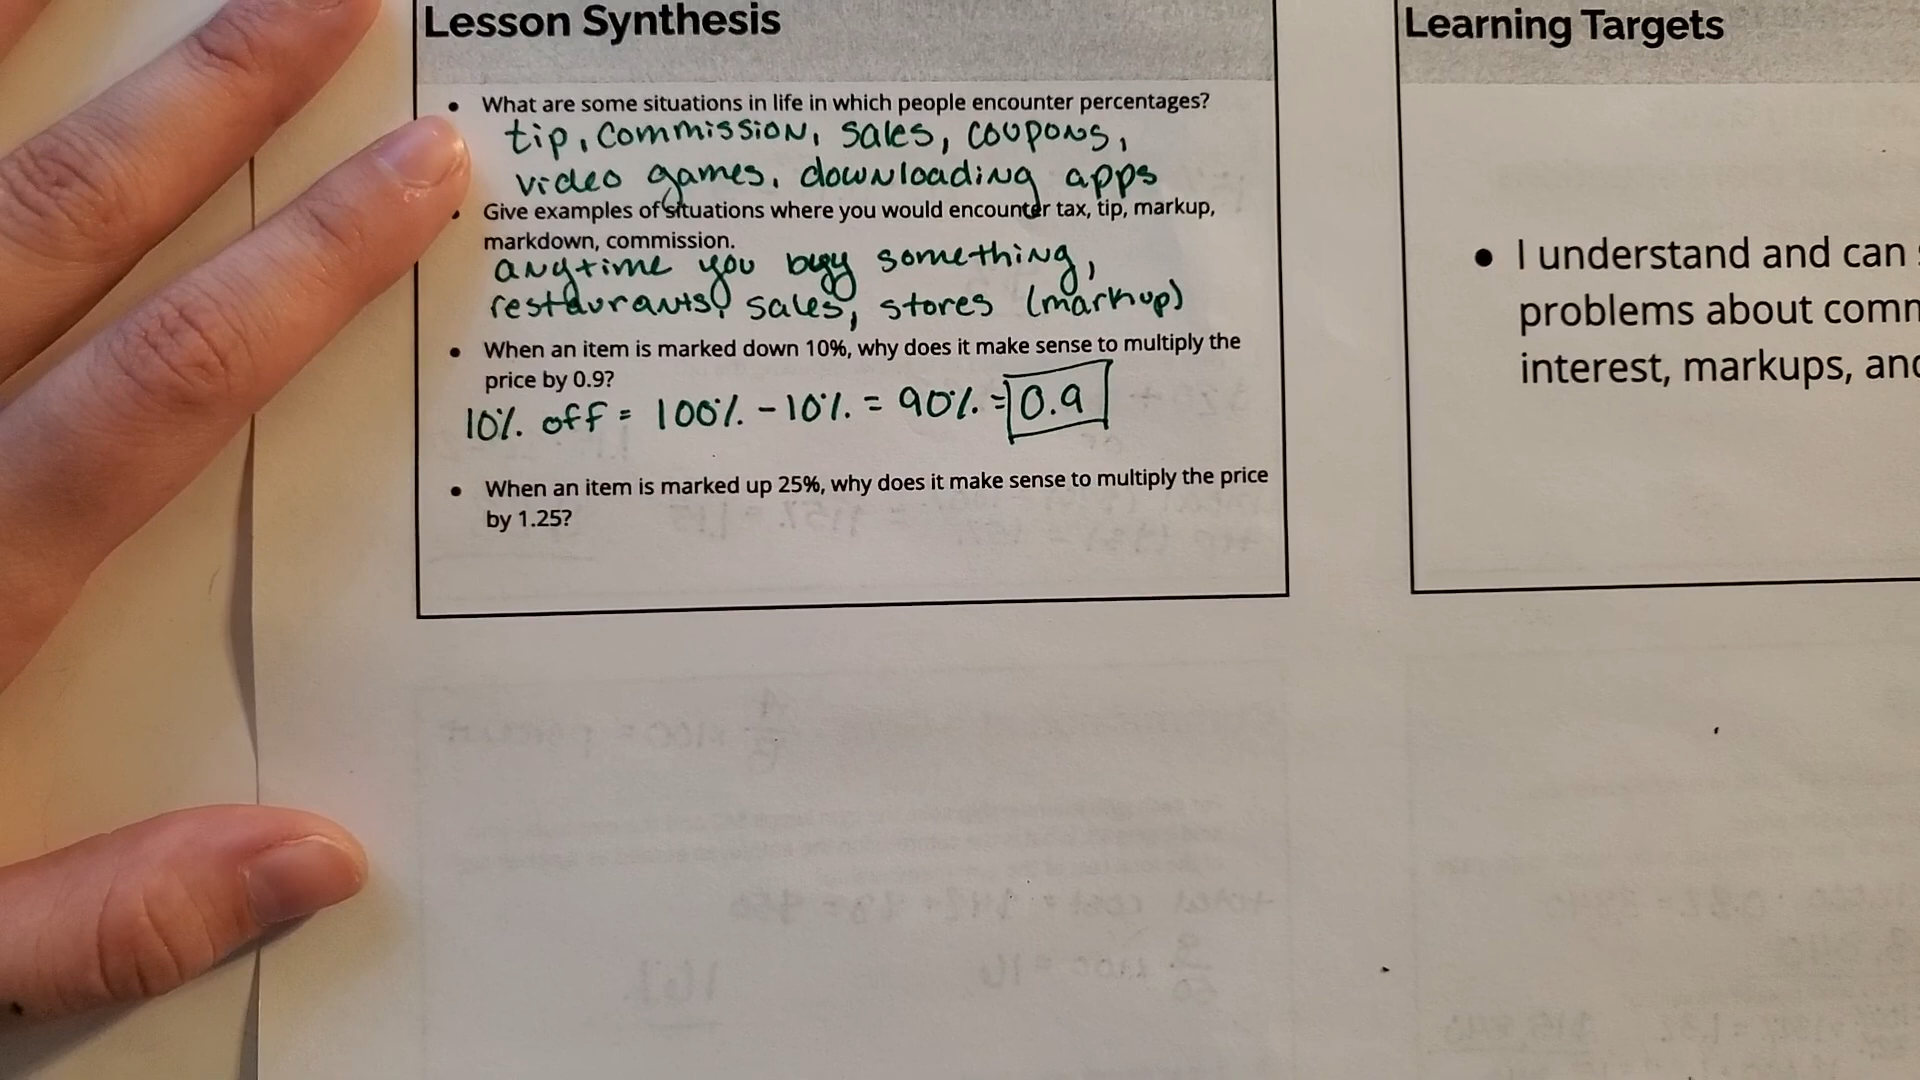 Lesson Synthesis
• What are some situations in life in which people encounter percentages?
tip, commission, sales, coupons,
video games, downloading apps
• Give examples of situations where you would encounter tax, tip, markup,
markdown, commission.
anytime you buy something,
restaurants, sales, stores (markup)
• When an item is marked down 10%, why does it make sense to multiply the
price by 0.9?
10% off = 100% - 10% = 90% = 0.9
• When an item is marked up 25%, why does it make sense to multiply the price
by 1.25?
Learning Targets
• I understand and can
problems about
interest, markups,